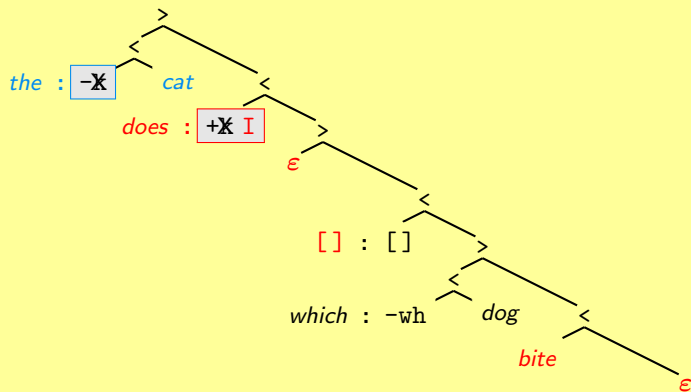 >
<
the : -k cat
<
does : +k I
>
ε
<
[] : []
>
<
which : -wh dog
<
bite
ε